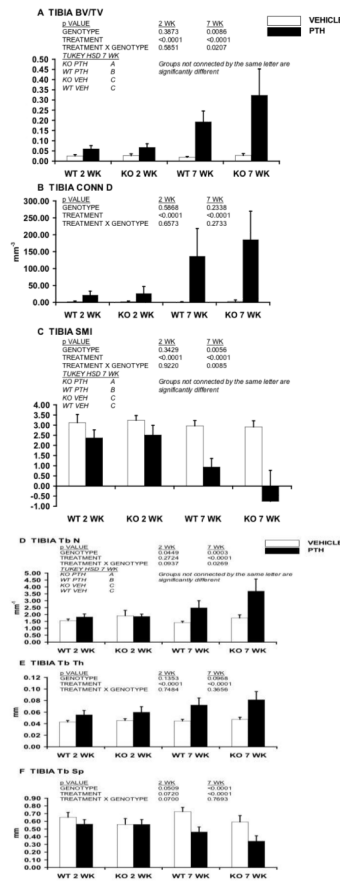 A TIBIA BV/TV
VEHICLE
PTH
p VALUE 2 WK 7 WK
GENOTYPE 0.3873 0.0086
TREATMENT <0.0001 <0.0001
TREATMENT X GENOTYPE 0.5851 0.0207
TUKEY HSD 7 WK
KO PTH A Groups not connected by the same letter are
WT PTH B significantly different
KO VEH C
WT VEH C
0.50
0.45
0.40
0.35
0.30
0.25
0.20
0.15
0.10
0.05
0.00
WT 2 WK KO 2 WK WT 7 WK KO 7 WK
B TIBIA CONN D
p VALUE 2 WK 7 WK
GENOTYPE 0.5868 0.2338
TREATMENT <0.0001 <0.0001
TREATMENT X GENOTYPE 0.6573 0.2733
300.00
250.00
200.00
150.00
100.00
50.00
0.00
mm-3
WT 2 WK KO 2 WK WT 7 WK KO 7 WK
C TIBIA SMI
p VALUE 2 WK 7 WK
GENOTYPE 0.3429 0.0056
TREATMENT <0.0001 <0.0001
TREATMENT X GENOTYPE 0.9220 0.0085
TUKEY HSD 7 WK
KO PTH A Groups not connected by the same letter are
WT PTH B significantly different
KO VEH C
WT VEH C
4.00
3.50
3.00
2.50
2.00
1.50
1.00
0.50
0.00
-0.50
-1.00
WT 2 WK KO 2 WK WT 7 WK KO 7 WK
D TIBIA Tb N
VEHICLE
PTH
p VALUE 2 WK 7 WK
GENOTYPE 0.0449 0.0003
TREATMENT 0.2724 <0.0001
TREATMENT X GENOTYPE 0.0937 0.0269
TUKEY HSD 7 WK
KO PTH A Groups not connected by the same letter are
WT PTH B significantly different
KO VEH C
WT VEH C
5.00
4.50
4.00
3.50
3.00
2.50
2.00
1.50
1.00
0.50
0.00
WT 2 WK KO 2 WK WT 7 WK KO 7 WK
E TIBIA Tb Th
p VALUE 2 WK 7 WK
GENOTYPE 0.1353 0.0968
TREATMENT <0.0001 <0.0001
TREATMENT X GENOTYPE 0.7484 0.3656
0.12
0.10
0.08
0.06
0.04
0.02
0.00
mm
WT 2 WK KO 2 WK WT 7 WK KO 7 WK
F TIBIA Tb Sp
p VALUE 2 WK 7 WK
GENOTYPE 0.0509 <0.0001
TREATMENT 0.0720 <0.0001
TREATMENT X GENOTYPE 0.0700 0.7693
0.90
0.80
0.70
0.60
0.50
0.40
0.30
0.20
0.10
0.00
mm
WT 2 WK KO 2 WK WT 7 WK KO 7 WK